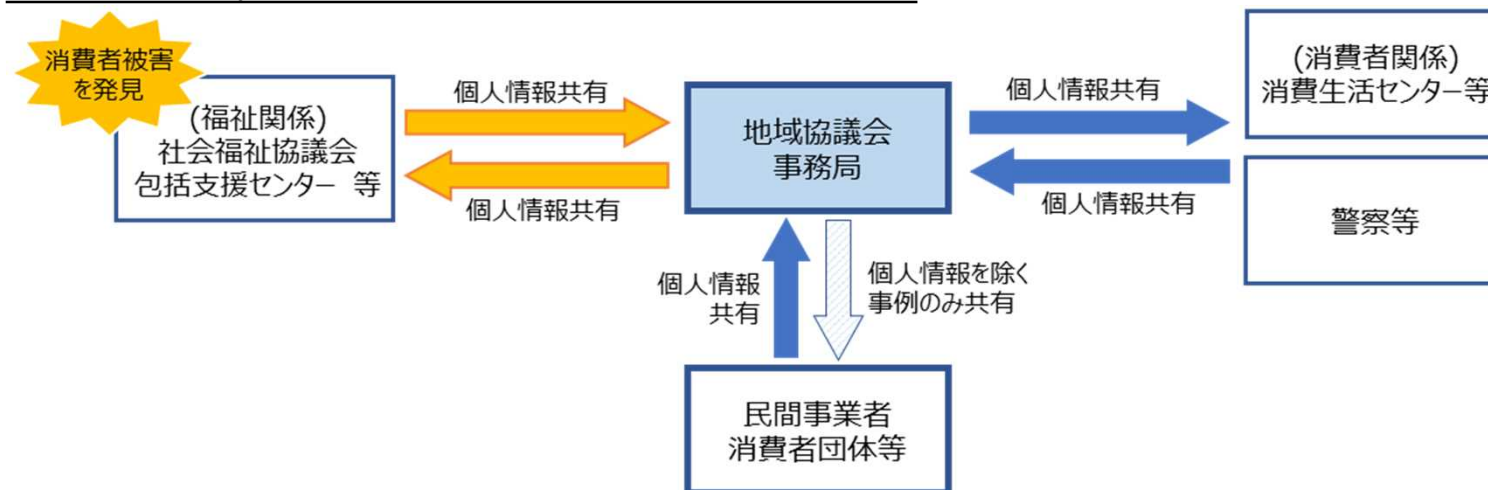 消費者被害
を発見
(福祉関係)
社会福祉協議会
包括支援センター 等
個人情報共有
個人情報共有
地域協議会
事務局
個人情報共有
個人情報共有
(消費者関係)
消費生活センター等
警察等
個人情報
共有
個人情報を除く
事例のみ共有
民間事業者
消費者団体等